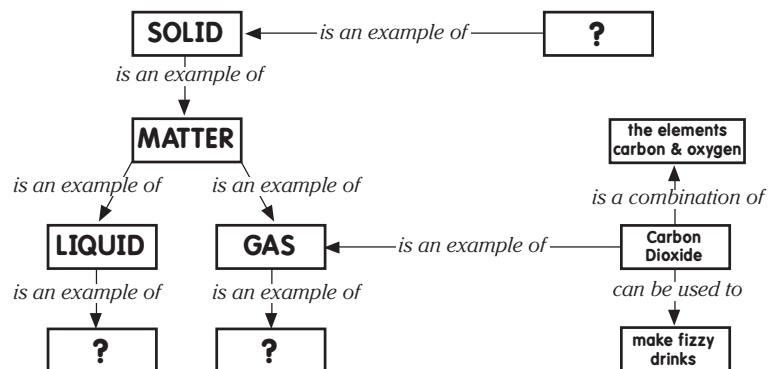 SOLID
is an example of
?
is an example of
MATTER
the elements
carbon & oxygen
is an example of
is an example of
is a combination of
LIQUID
GAS
is an example of
Carbon
Dioxide
is an example of
is an example of
can be used to
?
?
make fizzy
drinks